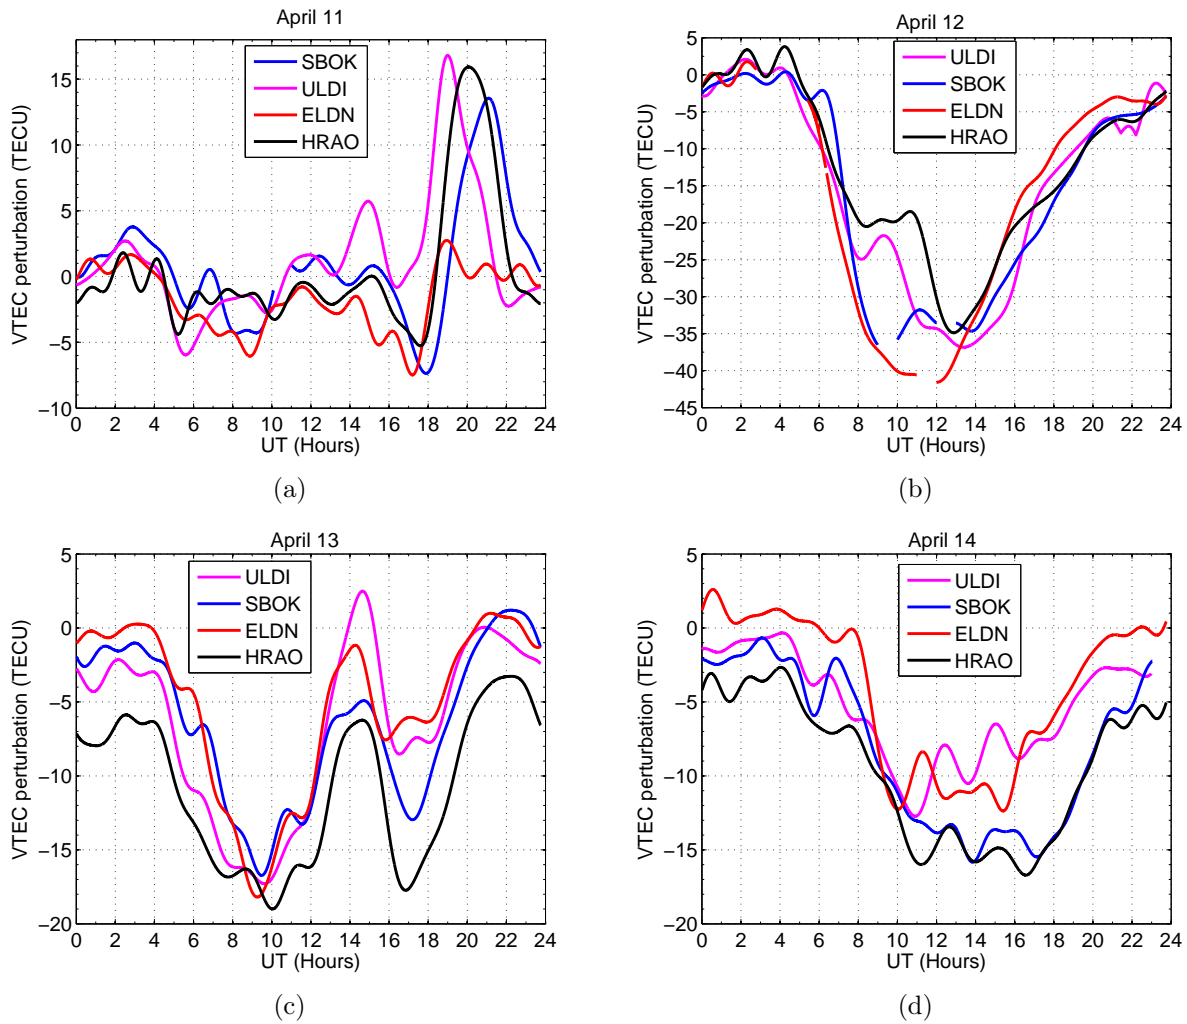 April 11
VTEC perturbation (TECU)
15
10
5
0
−5
−10
SBOK
ULDI
ELDN
HRAO
0 2 4 6 8 10 12 14 16 18 20 22 24
UT (Hours)
(a)
April 12
VTEC perturbation (TECU)
5
0
−5
−10
−15
−20
−25
−30
−35
−40
−45
ULDI
SBOK
ELDN
HRAO
0 2 4 6 8 10 12 14 16 18 20 22 24
UT (Hours)
(b)
April 13
VTEC perturbation (TECU)
5
0
−5
−10
−15
−20
ULDI
SBOK
ELDN
HRAO
0 2 4 6 8 10 12 14 16 18 20 22 24
UT (Hours)
(c)
April 14
VTEC perturbation (TECU)
5
0
−5
−10
−15
−20
ULDI
SBOK
ELDN
HRAO
0 2 4 6 8 10 12 14 16 18 20 22 24
UT (Hours)
(d)